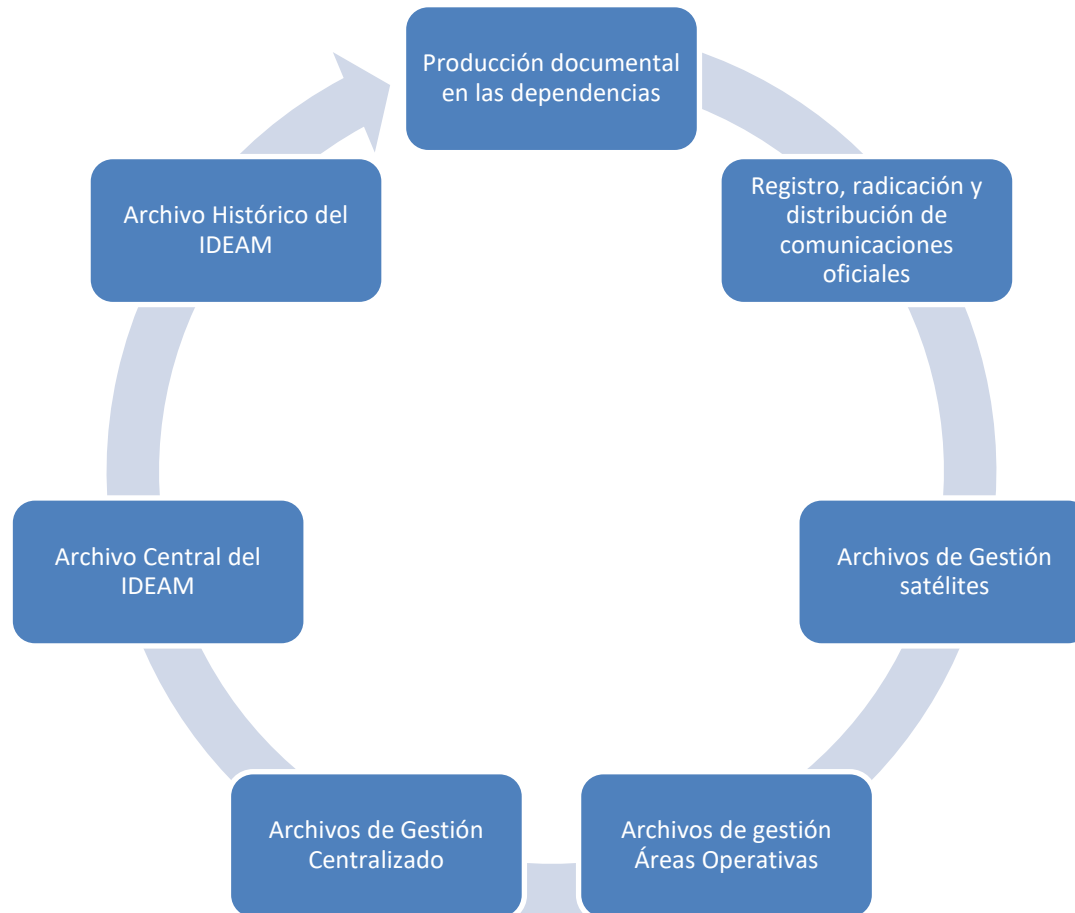 Producción documental
en las dependencias
Registro, radicación y
distribución de
comunicaciones
oficiales
Archivos de Gestión
satélites
Archivos de gestión
Áreas Operativas
Archivos de Gestión
Centralizado
Archivo Central del
IDEAM
Archivo Histórico del
IDEAM